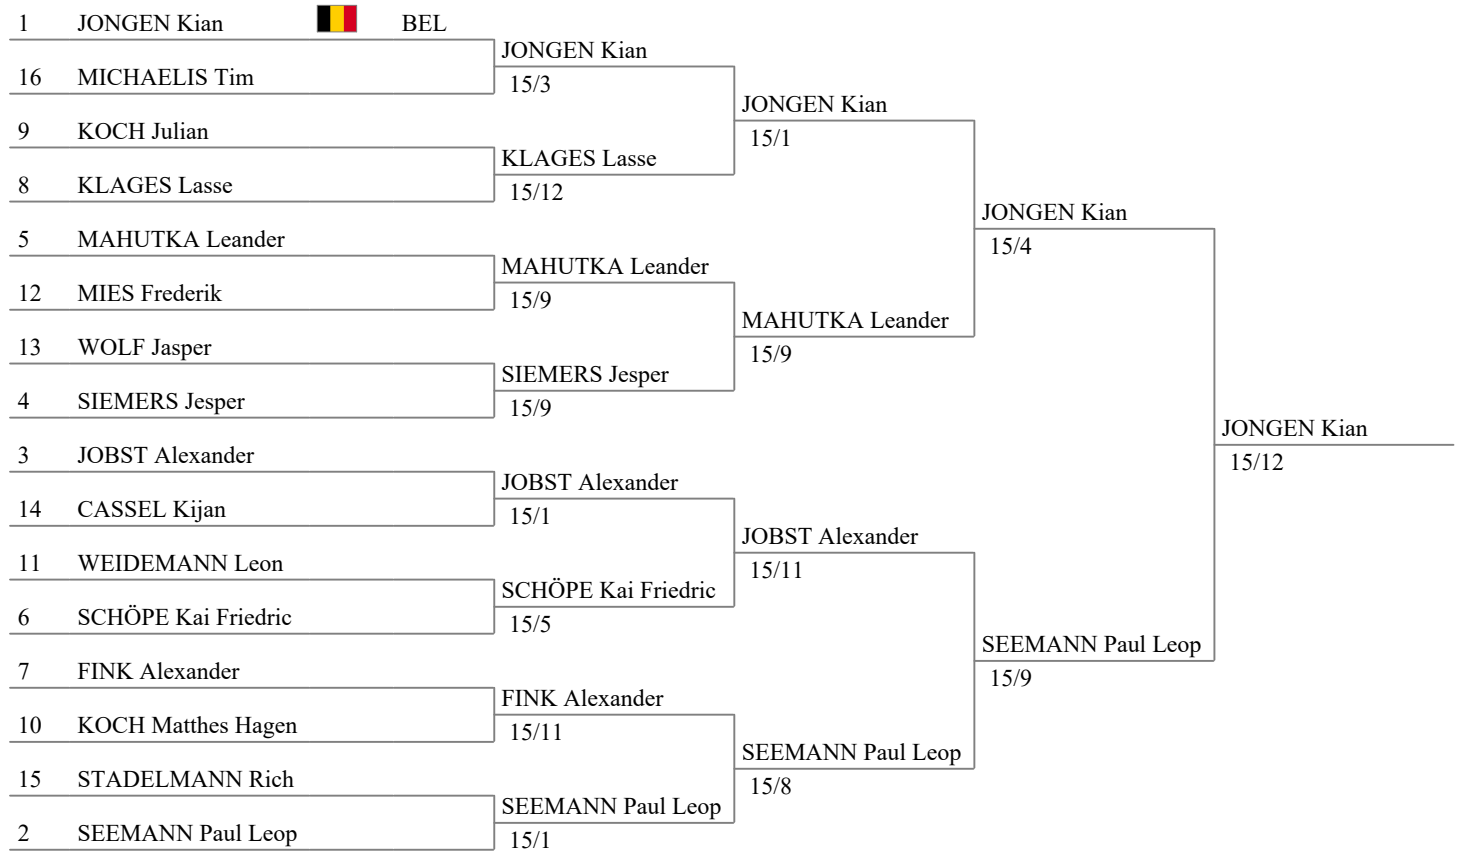 1 JONGEN Kian BEL
16 MICHAELIS Tim
9 KOCH Julian
8 KLAGES Lasse
5 MAHUTKA Leander
12 MIES Frederik
13 WOLF Jasper
4 SIEMERS Jesper
3 JOBST Alexander
14 CASSEL Kijan
11 WEIDEMANN Leon
6 SCHÖPE Kai Friedric
7 FINK Alexander
10 KOCH Matthes Hagen
15 STADELMANN Rich
2 SEEMANN Paul Leop
JONGEN Kian
15/3
KLAGES Lasse
15/12
MAHUTKA Leander
15/9
SIEMERS Jesper
15/9
JOBST Alexander
15/1
SCHÖPE Kai Friedric
15/5
FINK Alexander
15/11
SEEMANN Paul Leop
15/1
JONGEN Kian
15/1
MAHUTKA Leander
15/9
JOBST Alexander
15/11
SEEMANN Paul Leop
15/8
JONGEN Kian
15/4
SEEMANN Paul Leop
15/9
JONGEN Kian
15/12